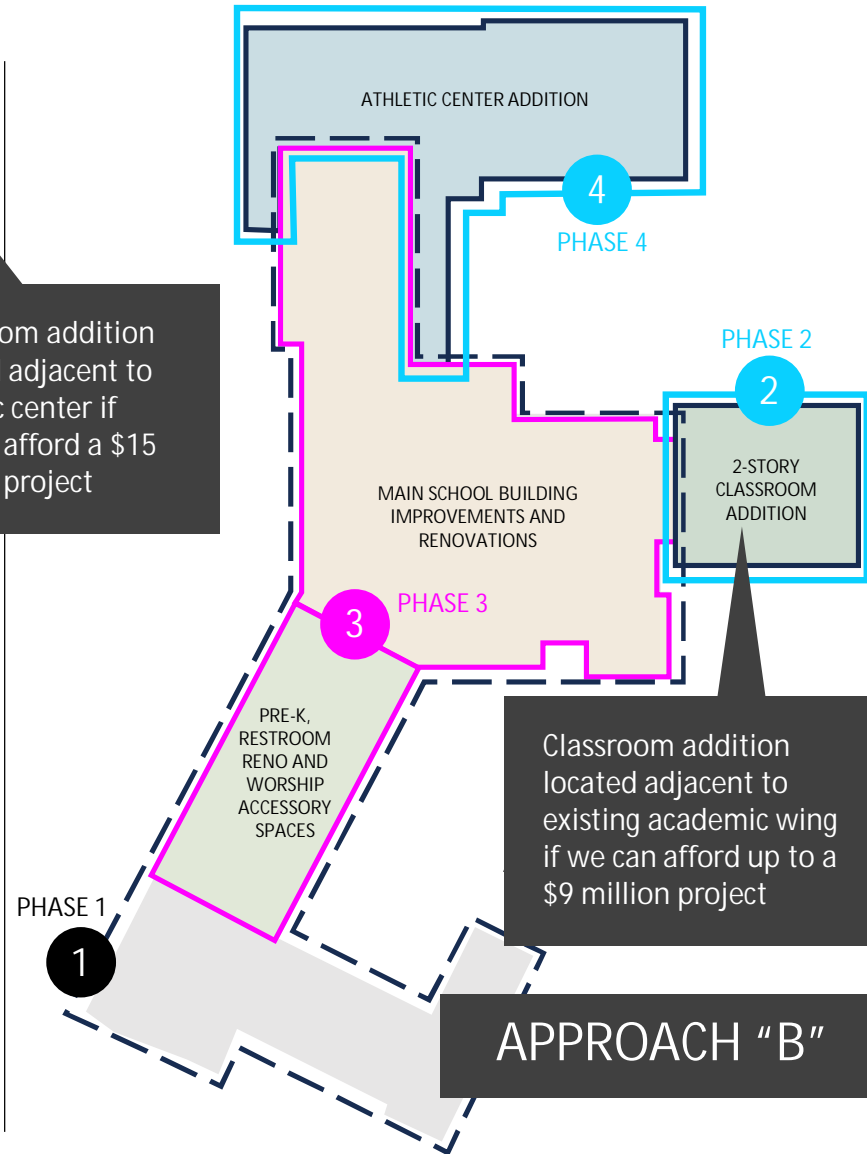 ATHLETIC CENTER ADDITION
4
PHASE 4
om addition
adjacent to
c center if
afford a $15
project
PHASE 2
2
2-STORY
CLASSROOM
ADDITION
MAIN SCHOOL BUILDING
IMPROVEMENTS AND
RENOVATIONS
3
PHASE 3
PRE-K,
RESTROOM
RENO AND
WORSHIP
ACCESSORY
SPACES
Classroom addition
located adjacent to
existing academic wing
if we can afford up to a
$9 million project
PHASE 1
1
APPROACH “B”